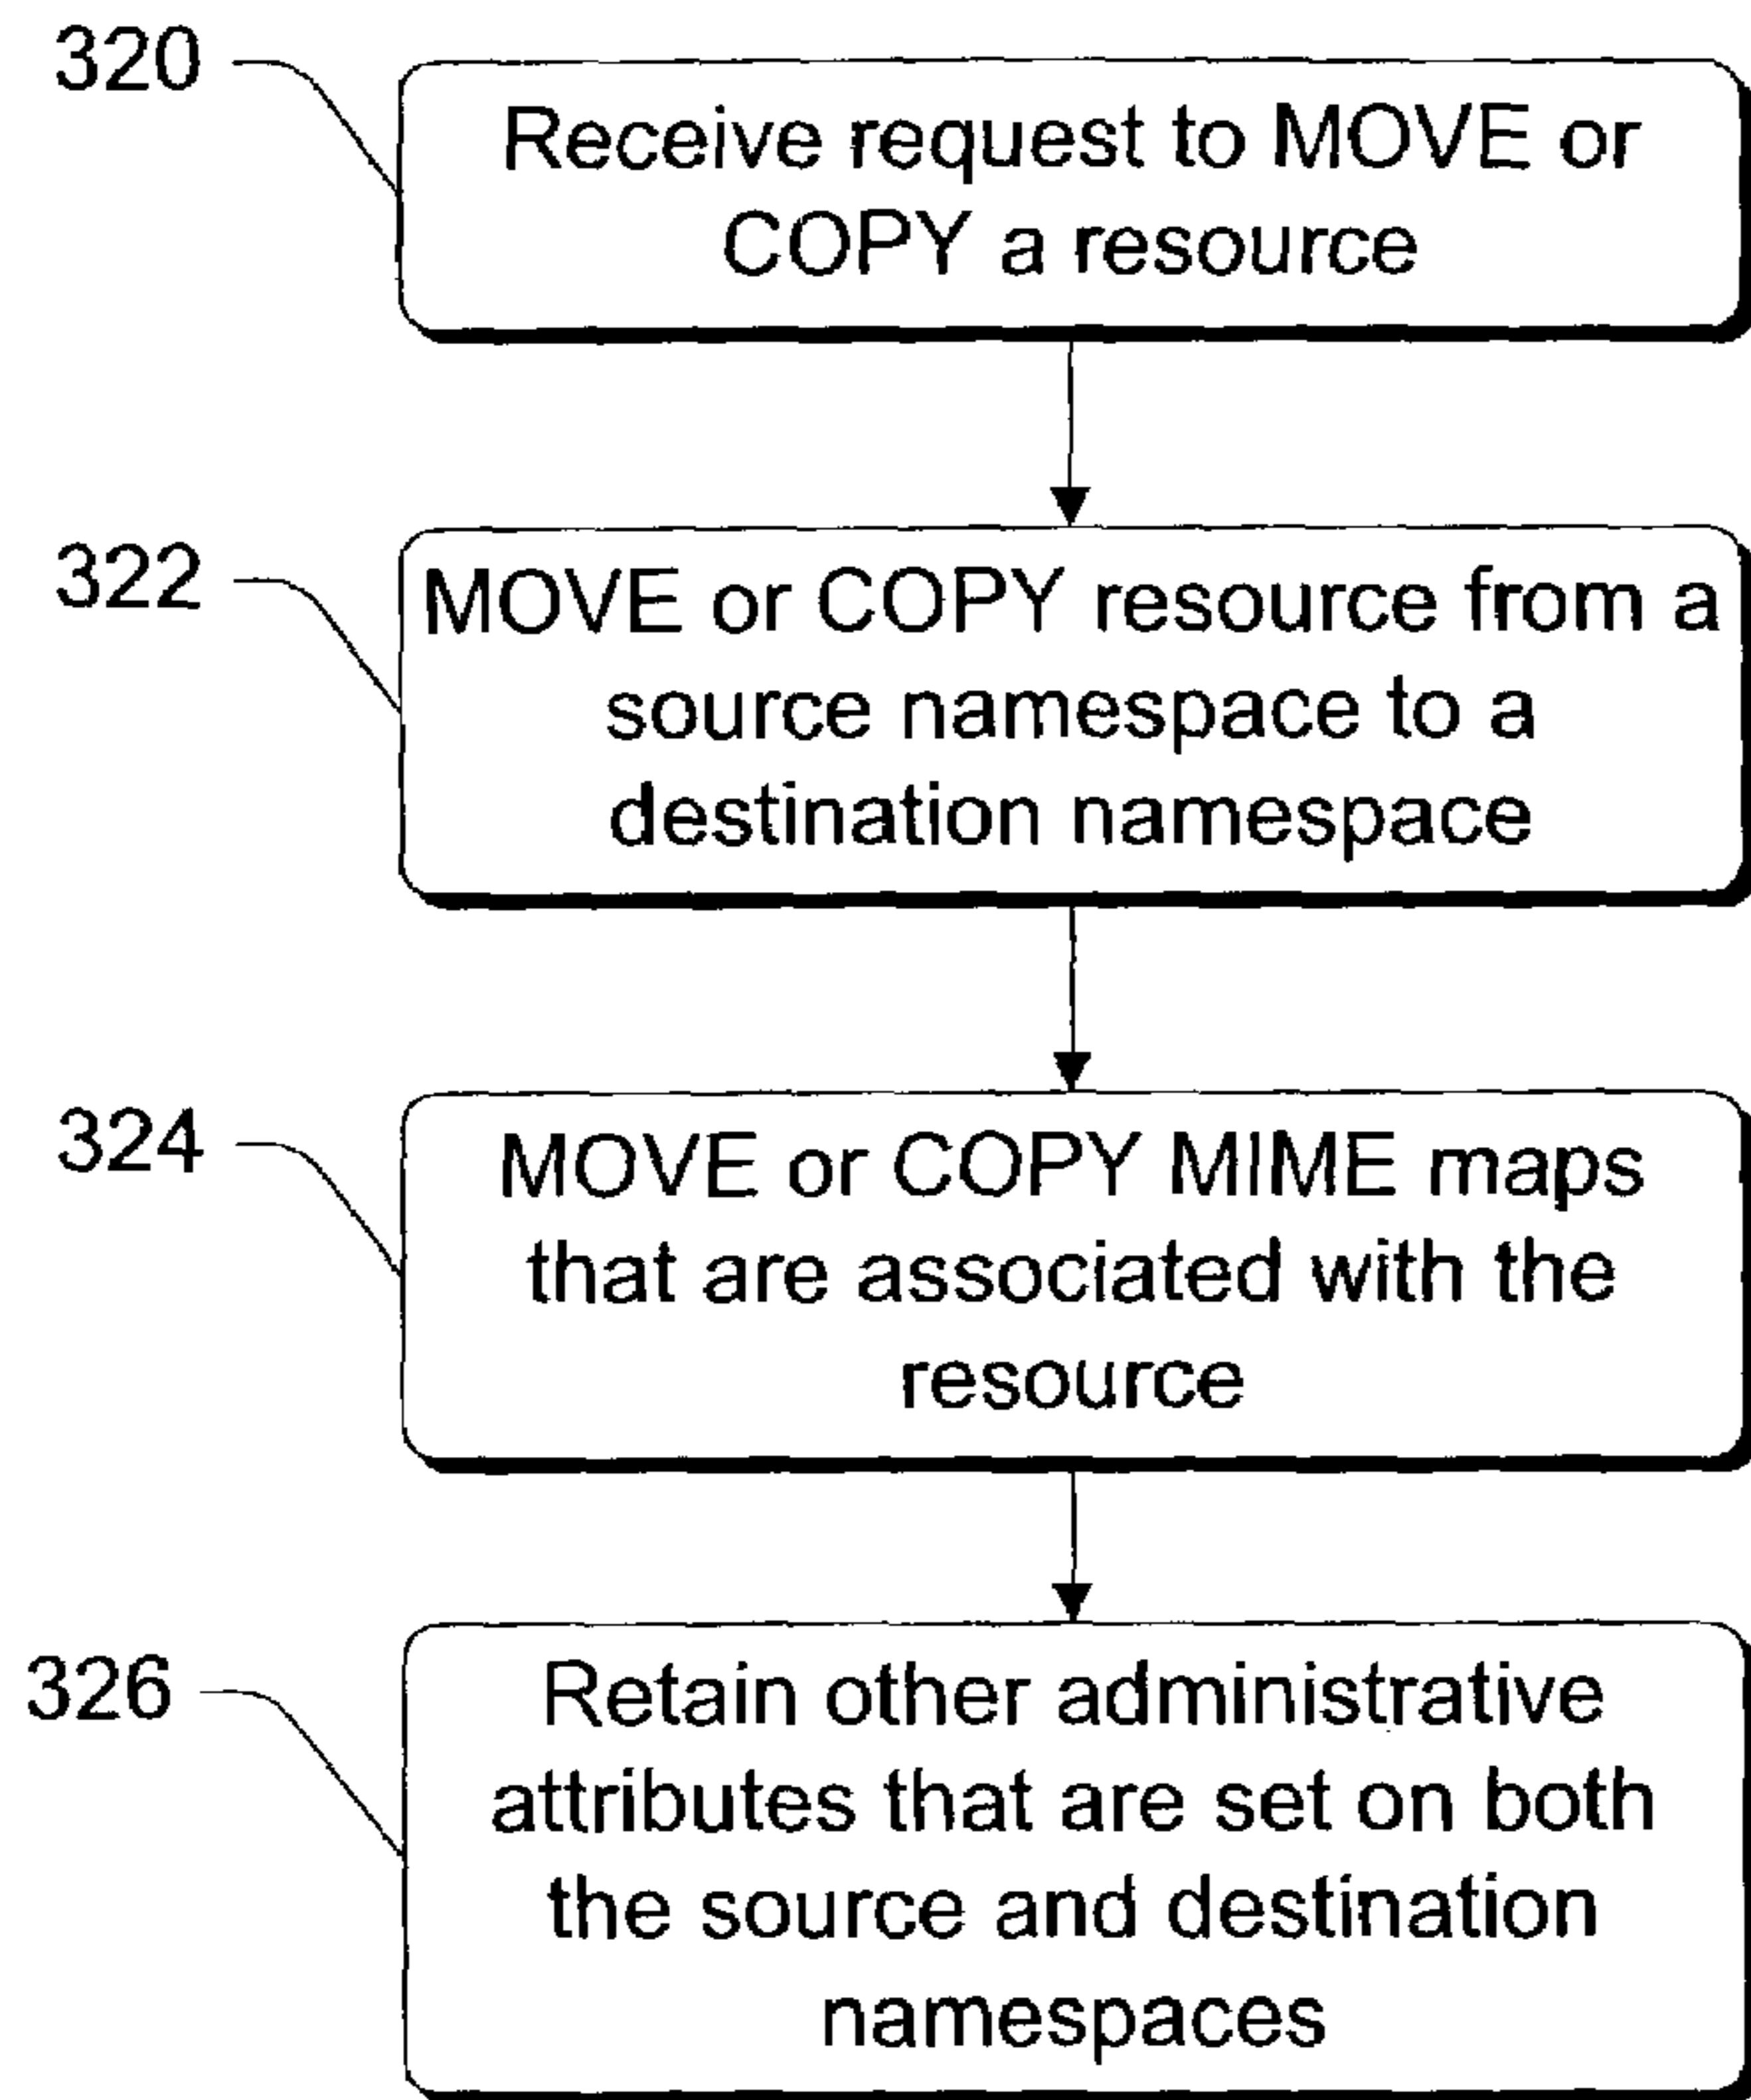 320
Receive request to MOVE or
COPY a resource
322
MOVE or COPY resource from a
source namespace to a
destination namespace
324
MOVE or COPY MIME maps
that are associated with the
resource
326
Retain other administrative
attributes that are set on both
the source and destination
namespaces